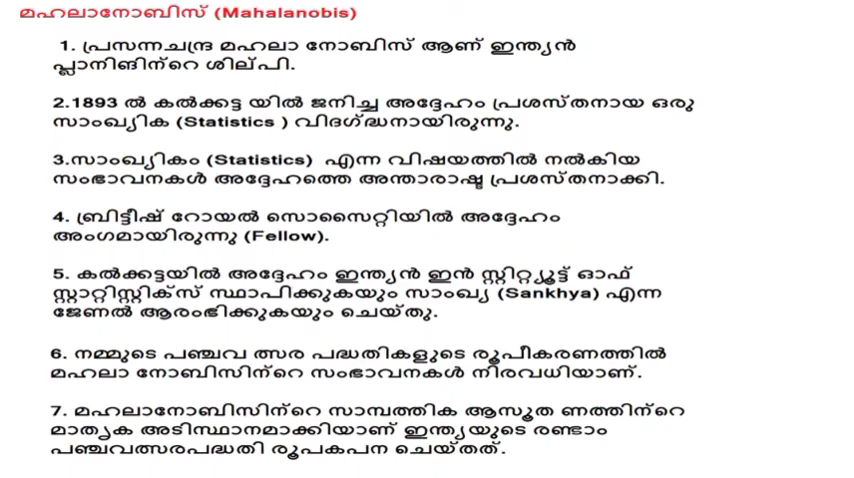 മഹലാനോബിസ് (Mahalanobis)
1. പ്രസന്നചന്ദ്ര മഹലാ നോബിസ് ആണ് ഇന്ത്യൻ
പ്ലാനിങിന്റെ ശില്പി.
2.1893 ൽ കൽക്കട്ട യിൽ ജനിച്ച അദ്ദേഹം പ്രശസ്തനായ ഒരു
സാംഖ്യിക (Statistics ) വിദഗ്ദ്ധനായിരുന്നു.
3.സാംഖ്യികം (Statistics) എന്ന വിഷയത്തിൽ നൽകിയ
സംഭാവനകൾ അദ്ദേഹത്തെ അന്താരാഷ്ട്ര പ്രശസ്തനാക്കി.
4. ബ്രിട്ടീഷ് റോയൽ സൊസൈറ്റിയിൽ അദ്ദേഹം
അംഗമായിരുന്നു (Fellow).
5. കൽക്കട്ടയിൽ അദ്ദേഹം ഇന്ത്യൻ ഇൻ സ്റ്റിറ്റ്യൂട്ട് ഓഫ്
സ്റ്റാറ്റിസ്റ്റിക്സ് സ്ഥാപിക്കുകയും സാംഖ്യ (Sankhya) എന്ന
ജേണൽ ആരംഭിക്കുകയും ചെയ്തു.
6. നമ്മുടെ പഞ്ചവ ത്സര പദ്ധതികളുടെ രൂപീകരണത്തിൽ
മഹലാ നോബിസിന്റെ സംഭാവനകൾ നിരവധിയാണ്.
7. മഹലാനോബിസിന്റെ സാമ്പത്തിക ആസൂത ണത്തിന്റെ
മാതൃക അടിസ്ഥാനമാക്കിയാണ് ഇന്ത്യയുടെ രണ്ടാം
പഞ്ചവത്സരപദ്ധതി രൂപകപന ചെയ്തത്.